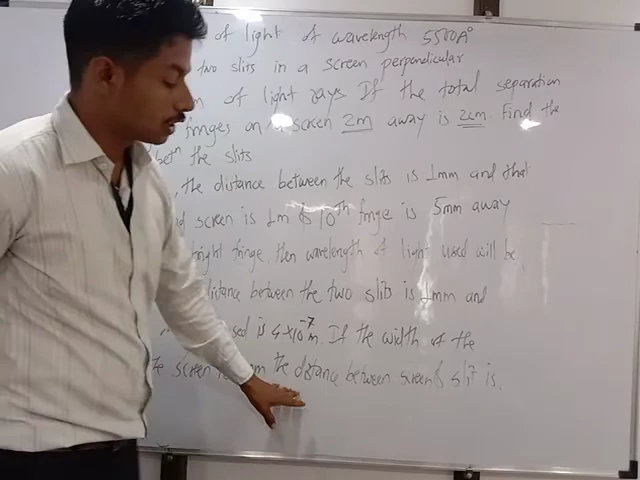 of light of wavelength 5500A°
two slits in a screen perpendicular
of light rays If the total separation
fringes on a screen 2m away is 2cm Find the
betn the slits
the distance between the slits is 1mm and that
screen is 1m & 10th fringe is 5mm away
bright fringe, then wavelength of light used will be
distance between the two slits is 1mm and
is 4×10-7m. If the width of the
screen the distance between screen & slit is.